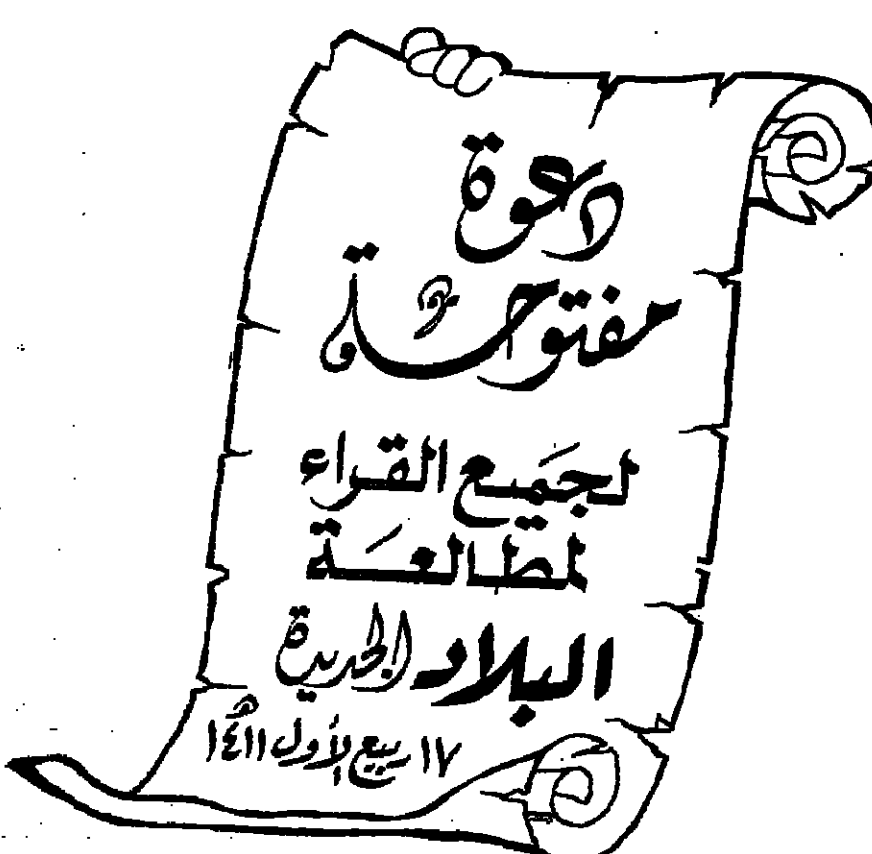 دعوة
مفتوحة
لجميع القراء
لمطالعة
البلاد الجديدة
١٧ ربيع الأول ١٤١١هـ